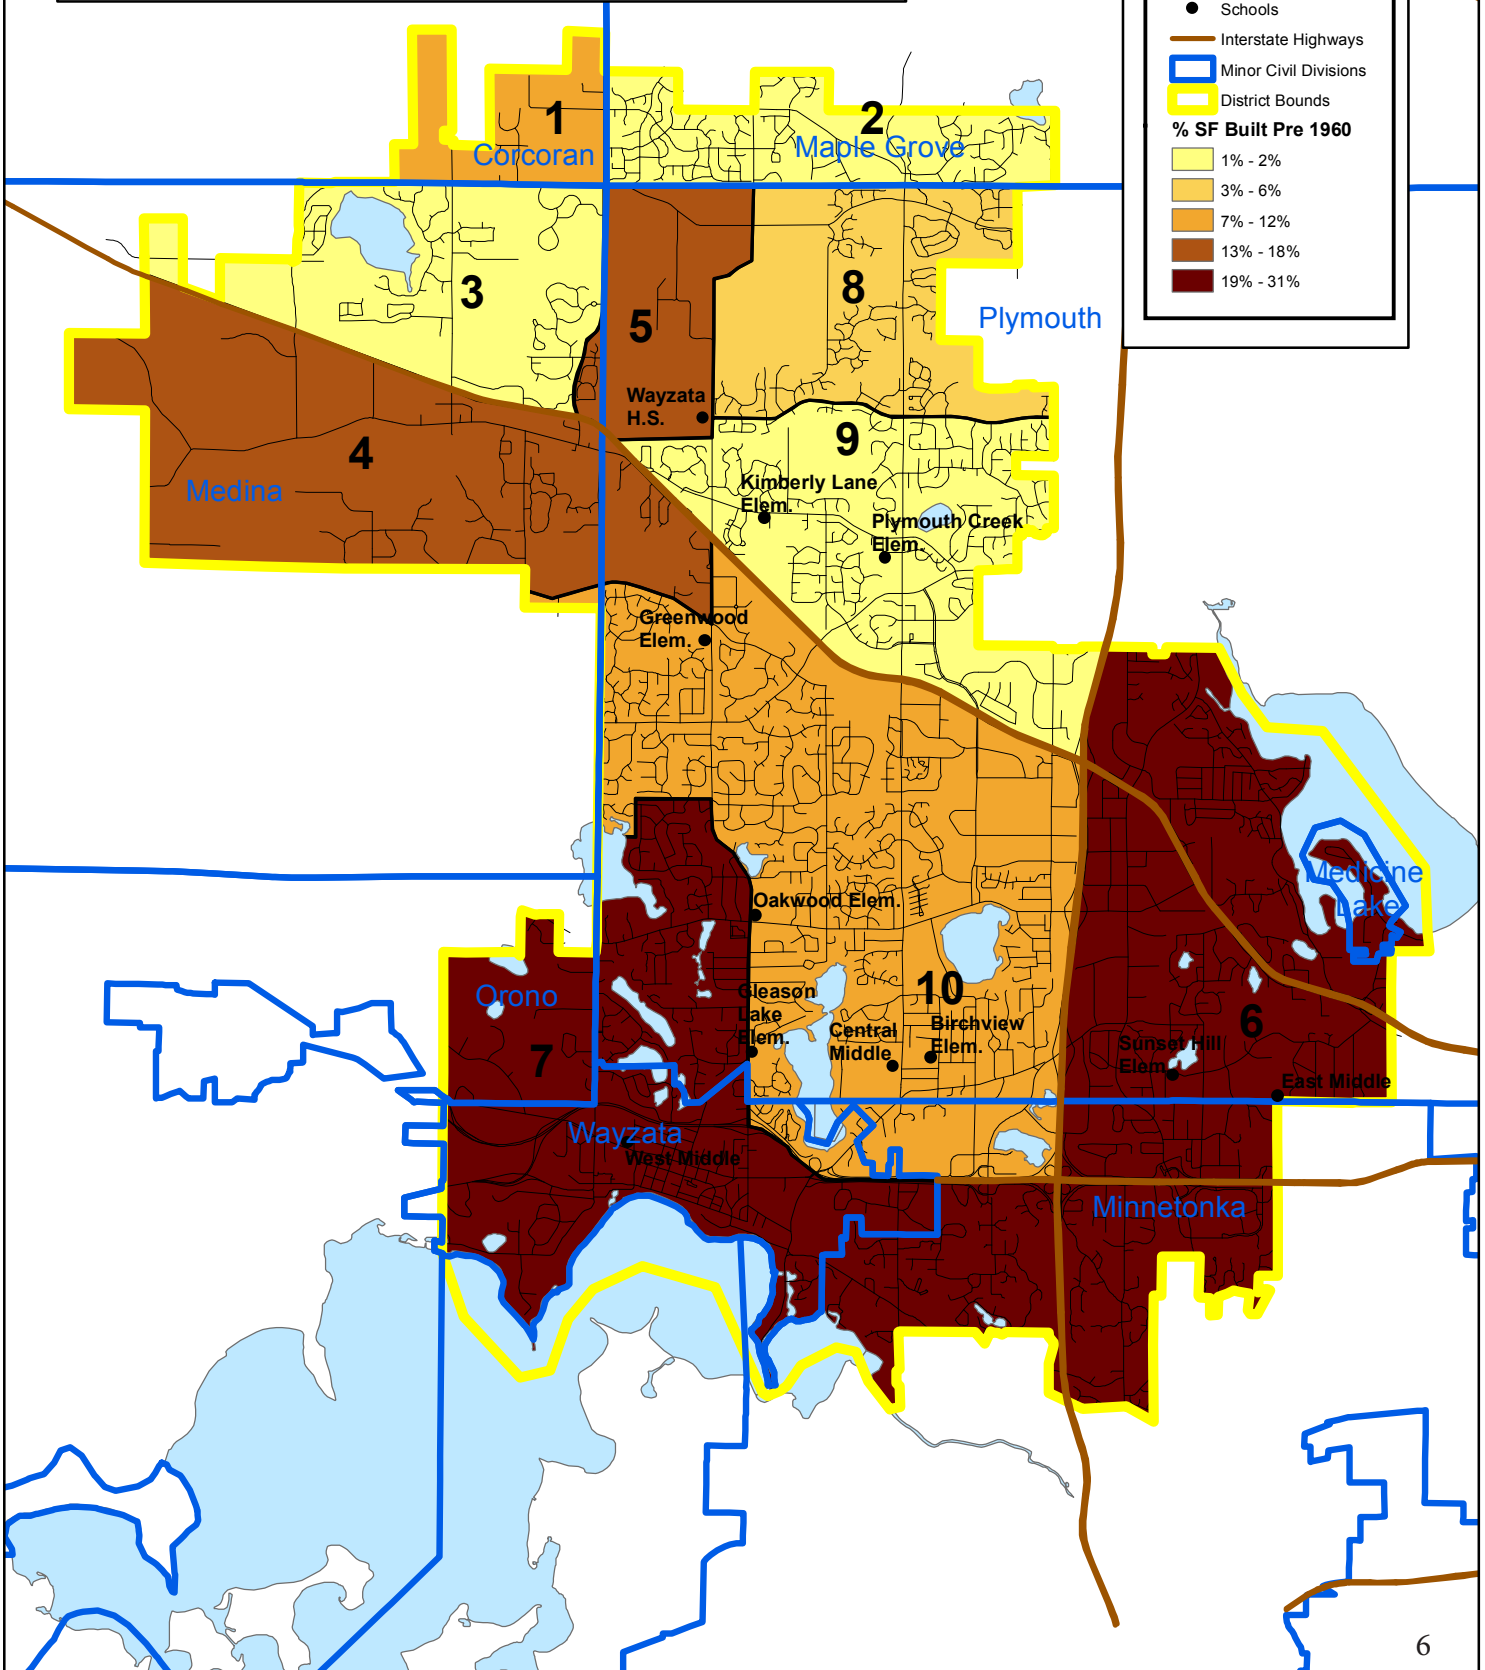 Schools
Interstate Highways
Minor Civil Divisions
District Bounds
% SF Built Pre 1960
1% - 2%
3% - 6%
7% - 12%
13% - 18%
19% - 31%
1
Corcoran
2
Maple Grove
3
5
8
Plymouth
Wayzata
H.S.
4
Medina
9
Kimberly Lane
Elem.
Plymouth Creek
Elem.
Greenwood
Elem.
Medicine
Lake
Oakwood Elem.
Orono
7
Gleason
Lake
Elem.
10
Central
Middle
Birchview
Elem.
6
Sunset Hill
Elem.
East Middle
Wayzata
West Middle
Minnetonka
6